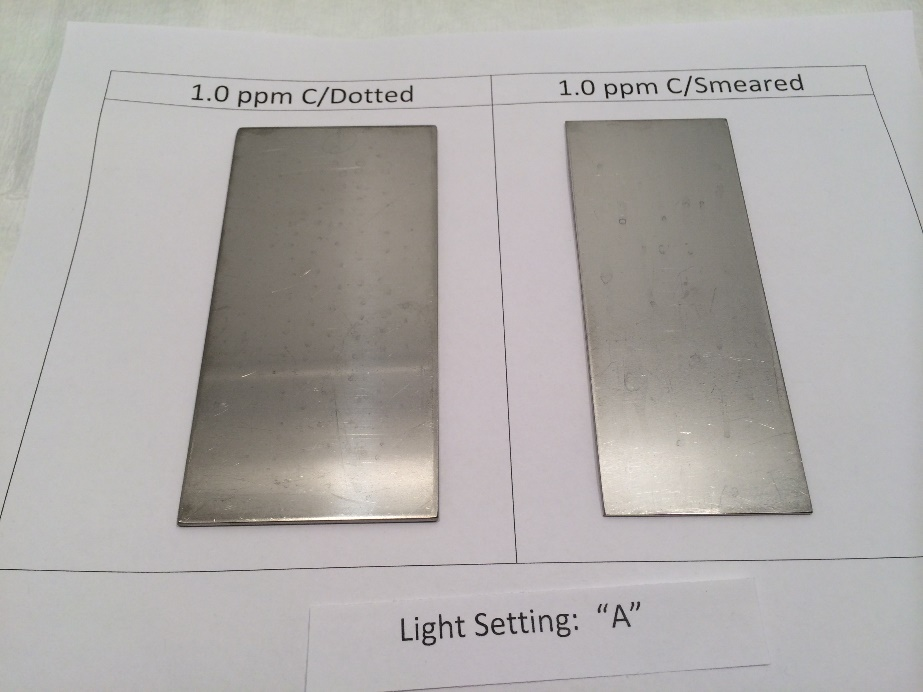 1.0 ppm C/Dotted
1.0 ppm C/Smeared
Light Setting: “A”